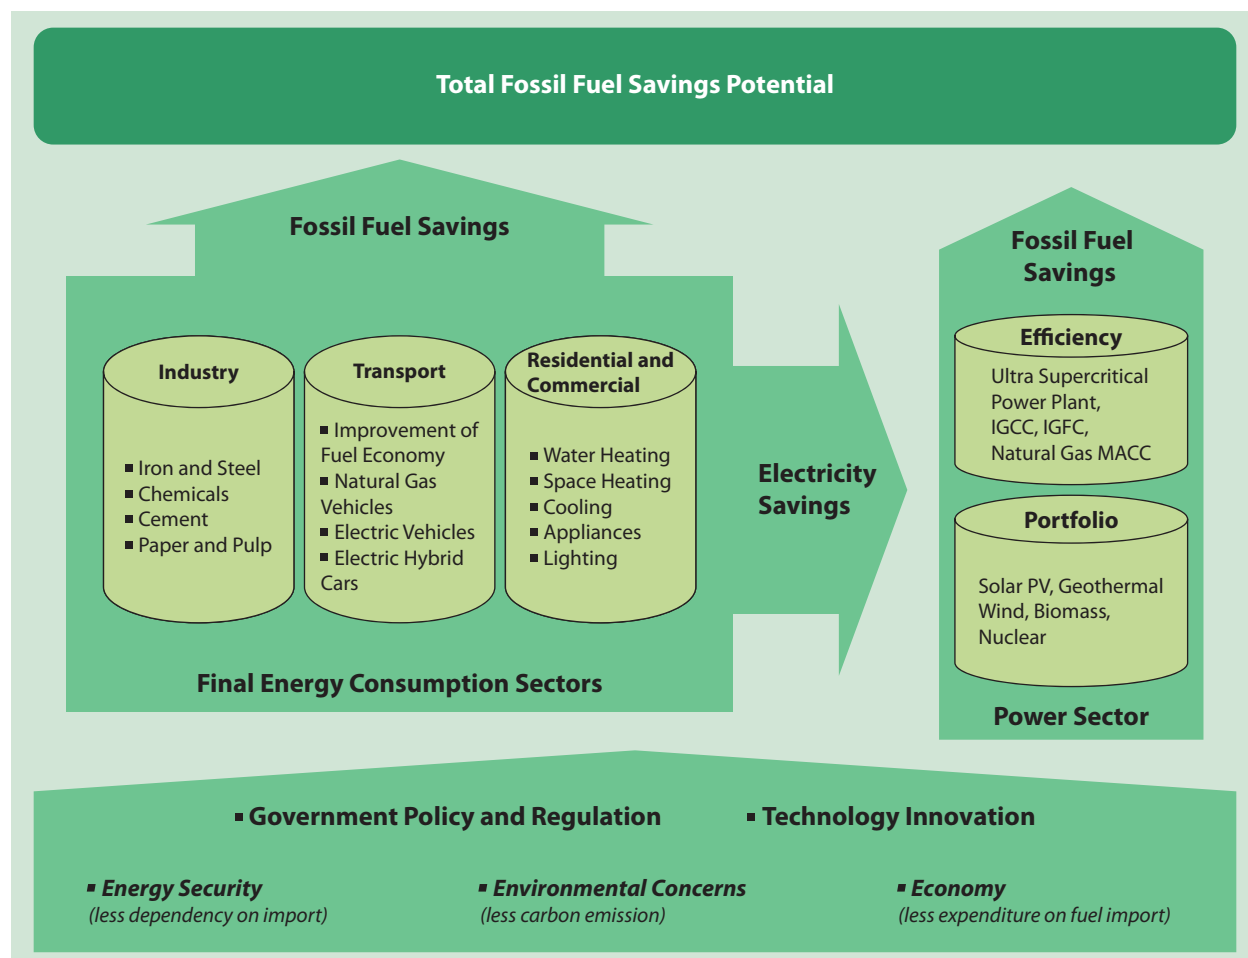 Total Fossil Fuel Savings Potential
Fossil Fuel Savings
Industry
▪ Iron and Steel
▪ Chemicals
▪ Cement
▪ Paper and Pulp
Transport
▪ Improvement of
Fuel Economy
▪ Natural Gas
Vehicles
▪ Electric Vehicles
▪ Electric Hybrid
Cars
Residential and
Commercial
▪ Water Heating
▪ Space Heating
▪ Cooling
▪ Appliances
▪ Lighting
Final Energy Consumption Sectors
Electricity
Savings
Fossil Fuel
Savings
Efficiency
Ultra Supercritical
Power Plant,
IGCC, IGFC,
Natural Gas MACC
Portfolio
Solar PV, Geothermal
Wind, Biomass,
Nuclear
Power Sector
▪ Government Policy and Regulation
▪ Technology Innovation
▪ Energy Security
(less dependency on import)
▪ Environmental Concerns
(less carbon emission)
▪ Economy
(less expenditure on fuel import)